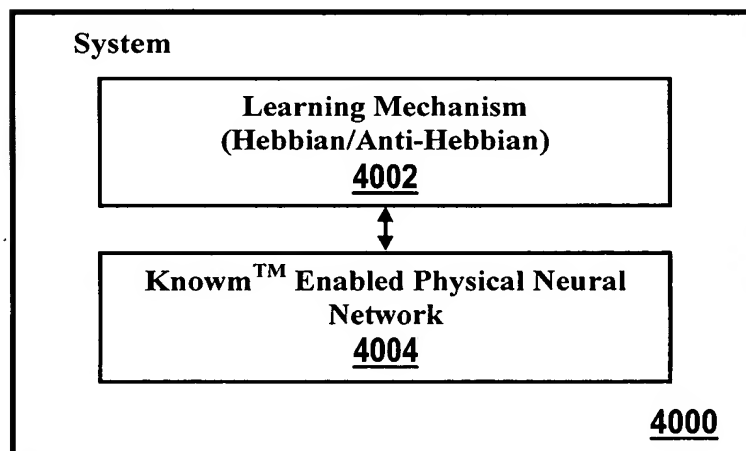 System
Learning Mechanism
(Hebbian/Anti-Hebbian)
4002
Knowm™ Enabled Physical Neural
Network
4004
4000